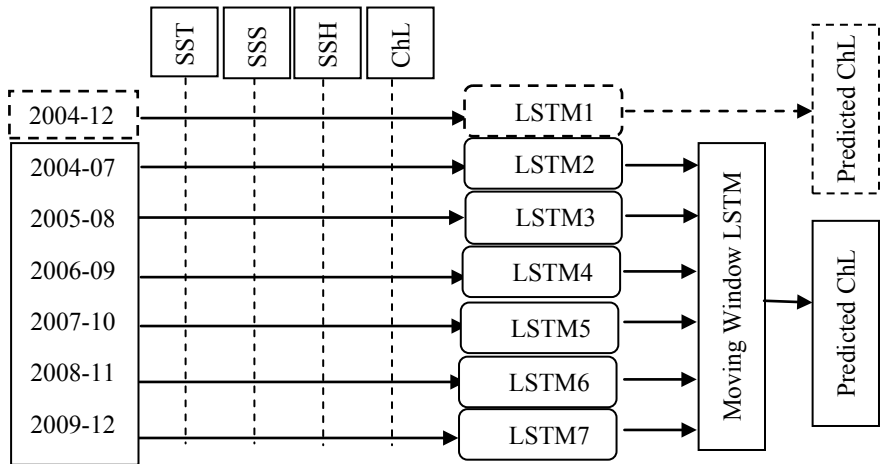 SST
SSS
SSH
ChL
2004-12
LSTM1
Predicted ChL
2004-07
LSTM2
2005-08
LSTM3
2006-09
LSTM4
2007-10
LSTM5
2008-11
LSTM6
2009-12
LSTM7
Moving Window LSTM
Predicted ChL